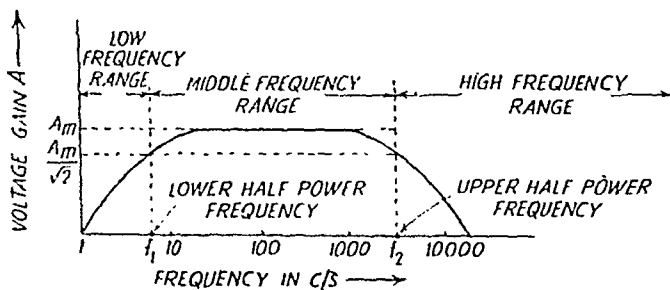 LOW
FREQUENCY
RANGE
MIDDLE FREQUENCY
RANGE
HIGH FREQUENCY
RANGE
VOLTAGE GAIN A
Am
Am
√2
LOWER HALF POWER
FREQUENCY
UPPER HALF POWER
FREQUENCY
1 f1 10 100 1000 f2 10000
FREQUENCY IN C/S